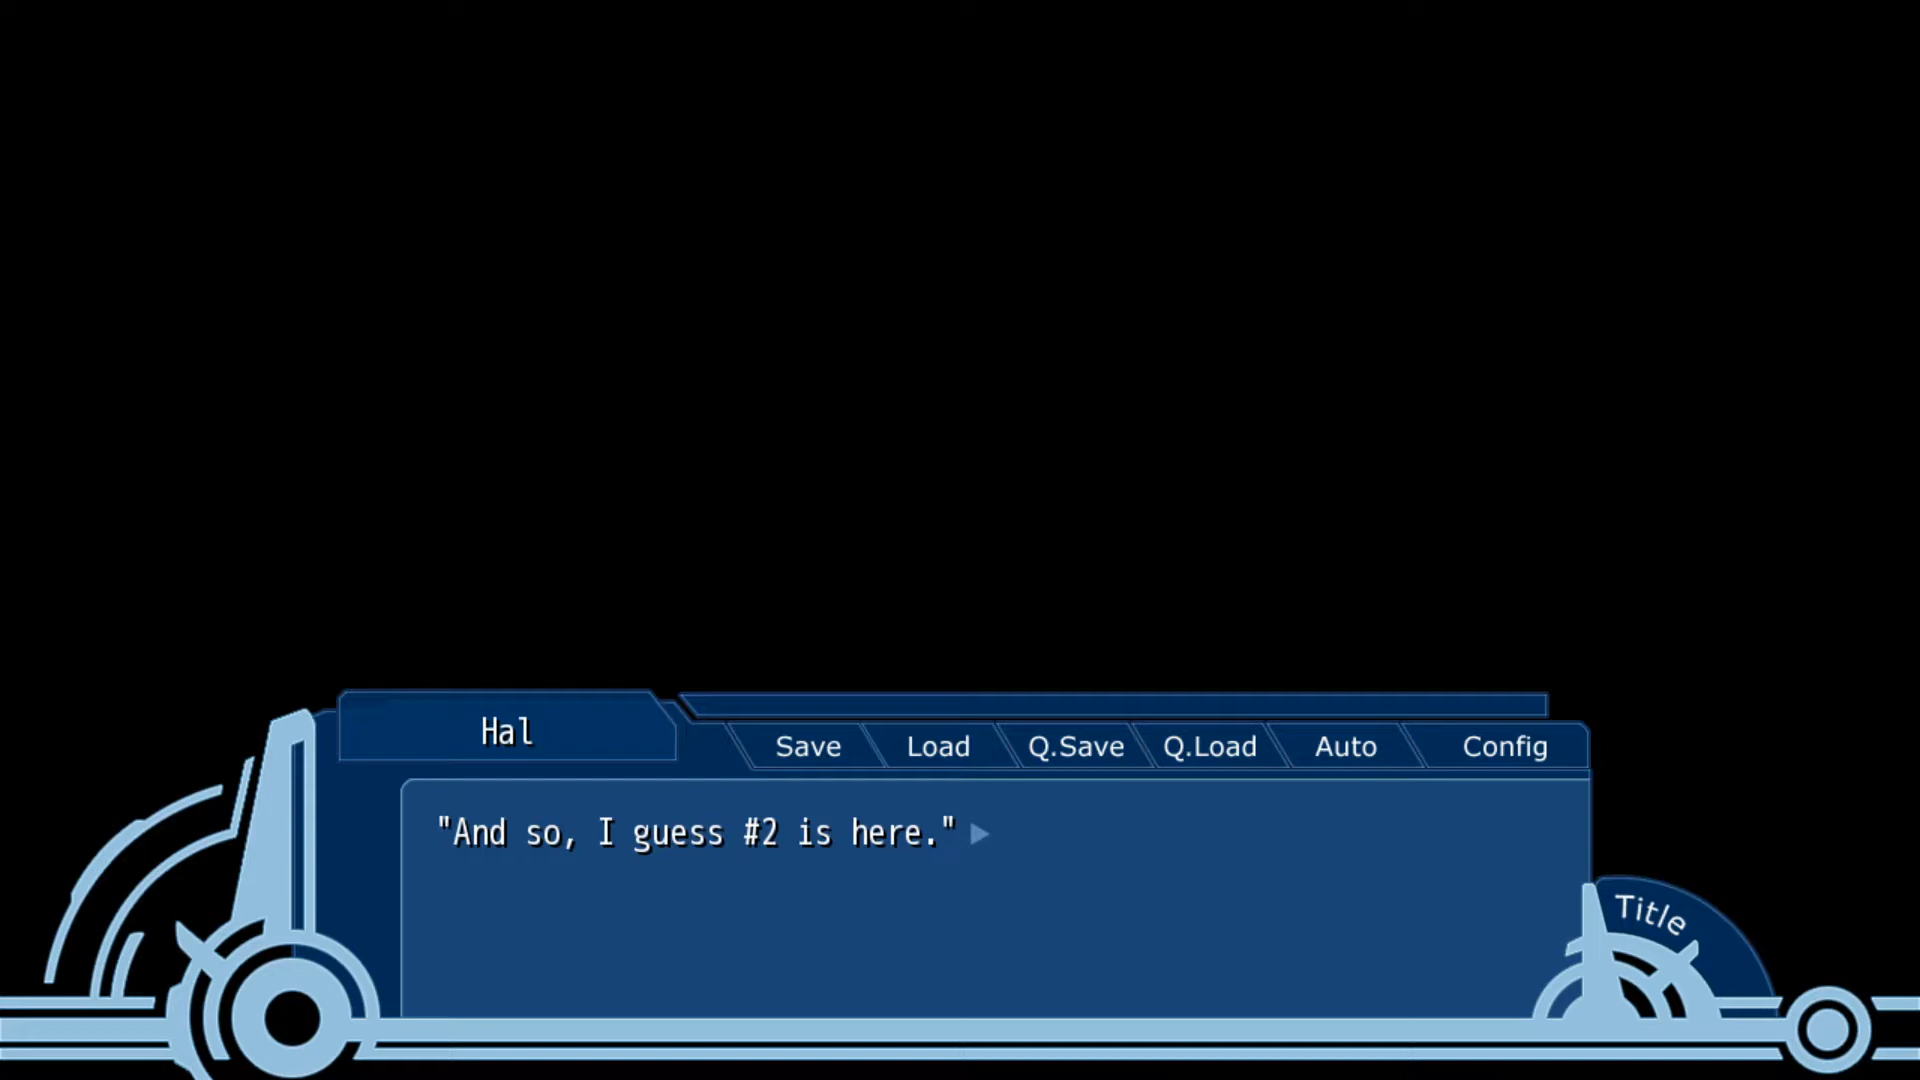 Hal
Save Load Q.Save Q.Load Auto Config
"And so, I guess #2 is here."
Title